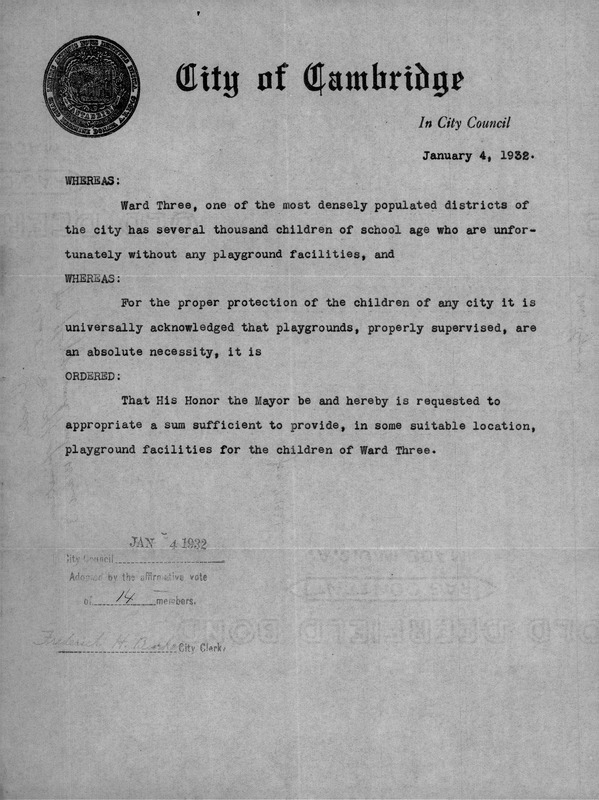 City of Cambridge
In City Council
January 4, 1932.
WHEREAS:
Ward Three, one of the most densely populated districts of
the city has several thousand children of school age who are unfor-
tunately without any playground facilities, and
WHEREAS:
For the proper protection of the children of any city it is
universally acknowledged that playgrounds, properly supervised, are
an absolute necessity, it is
ORDERED:
That His Honor the Mayor be and hereby is requested to
appropriate a sum sufficient to provide, in some suitable location,
playground facilities for the children of Ward Three.
JAN 4 1932
City Council
Adopted by the affirmative vote
of 14 members.
Frederick H. City Clerk.